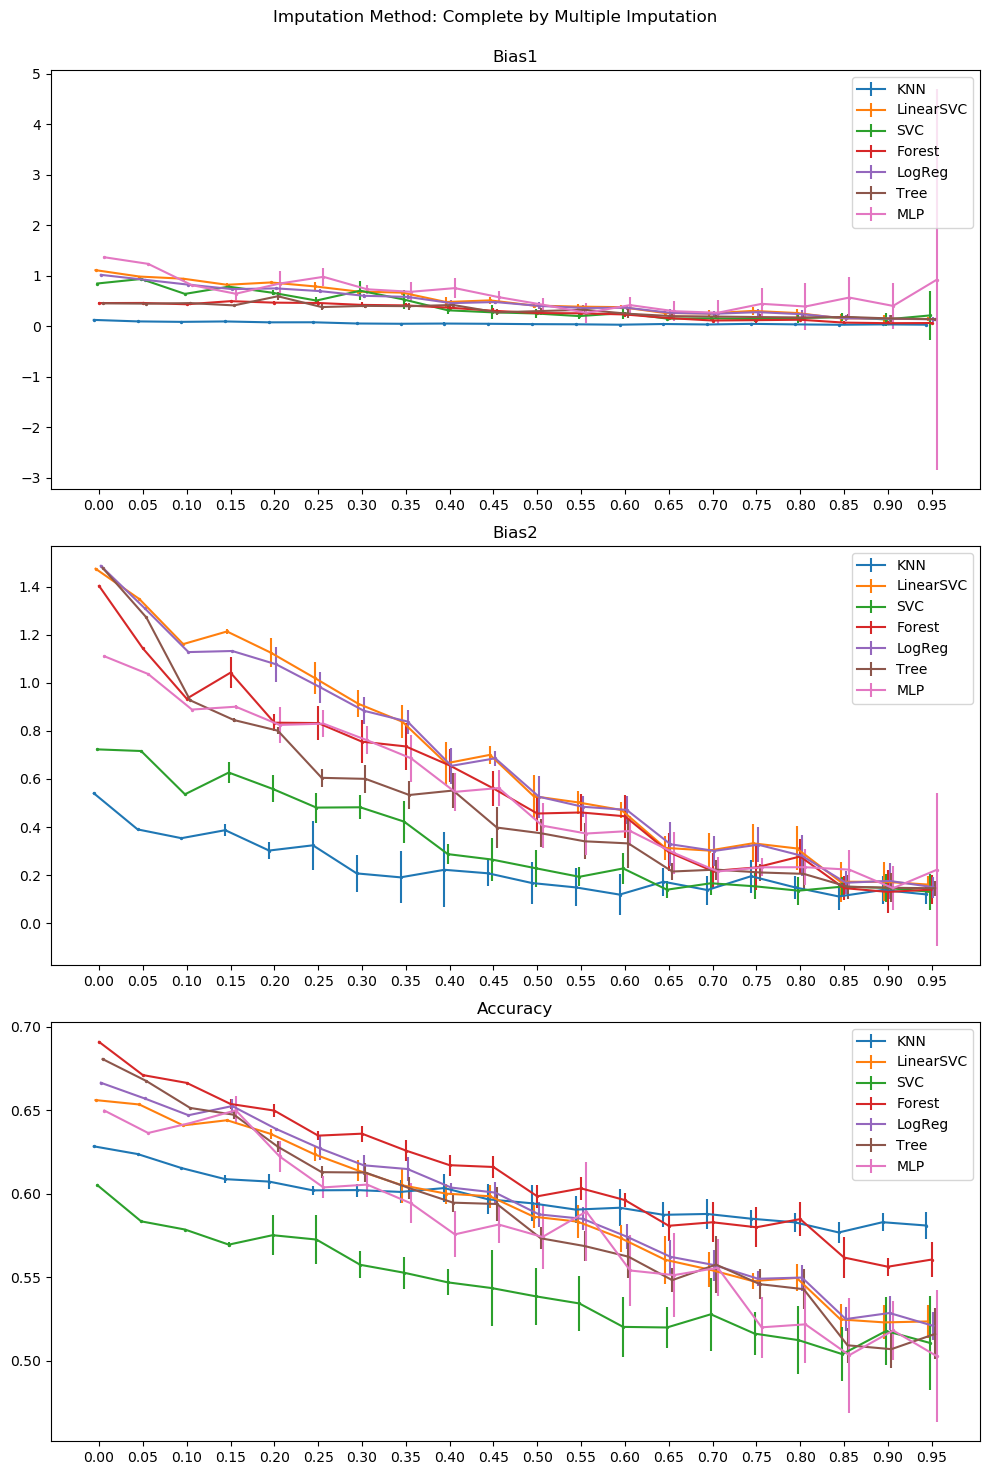 Imputation Method: Complete by Multiple Imputation
Bias1
5
4
3
2
1
0
−1
−2
−3
KNN
LinearSVC
SVC
Forest
LogReg
Tree
MLP
0.00 0.05 0.10 0.15 0.20 0.25 0.30 0.35 0.40 0.45 0.50 0.55 0.60 0.65 0.70 0.75 0.80 0.85 0.90 0.95
Bias2
1.4
1.2
1.0
0.8
0.6
0.4
0.2
0.0
KNN
LinearSVC
SVC
Forest
LogReg
Tree
MLP
0.00 0.05 0.10 0.15 0.20 0.25 0.30 0.35 0.40 0.45 0.50 0.55 0.60 0.65 0.70 0.75 0.80 0.85 0.90 0.95
Accuracy
0.70
0.65
0.60
0.55
0.50
KNN
LinearSVC
SVC
Forest
LogReg
Tree
MLP
0.00 0.05 0.10 0.15 0.20 0.25 0.30 0.35 0.40 0.45 0.50 0.55 0.60 0.65 0.70 0.75 0.80 0.85 0.90 0.95